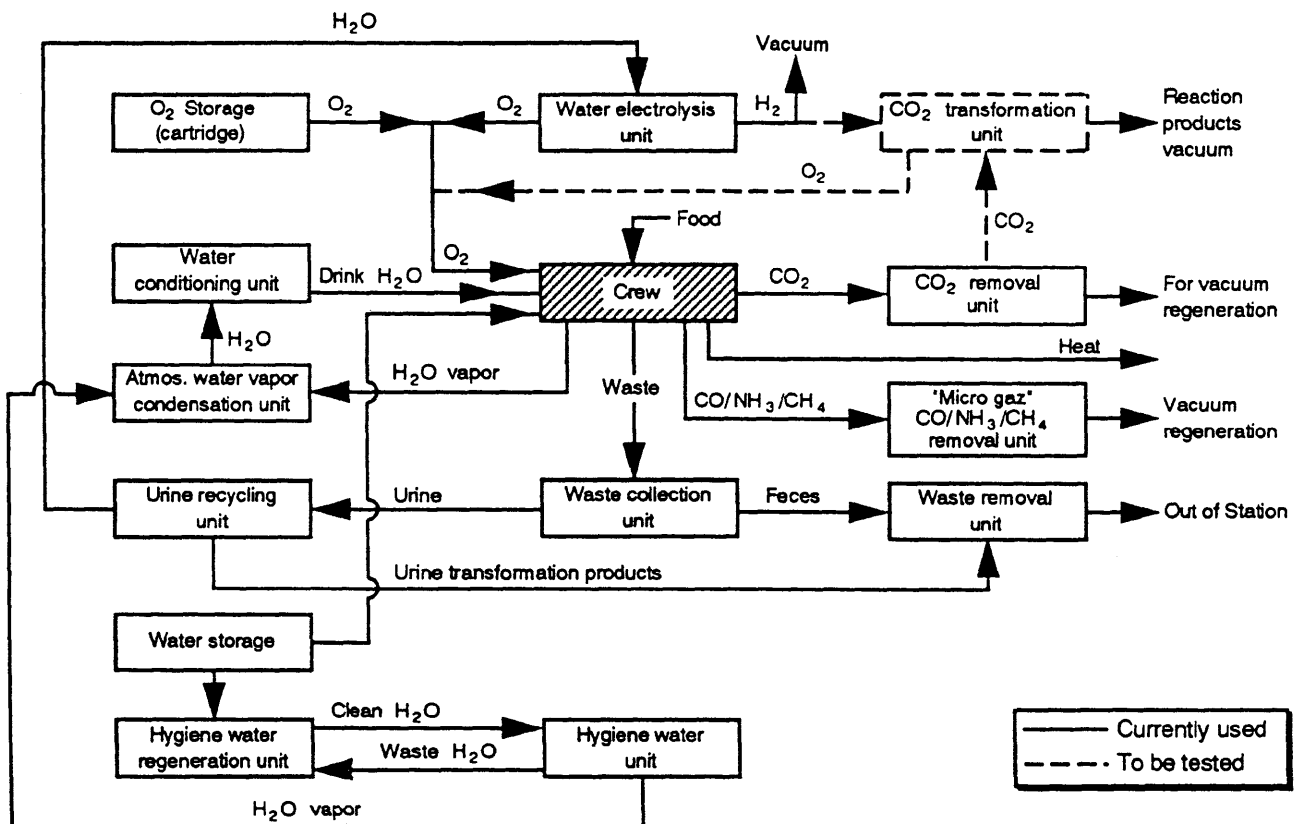 H₂O
Vacuum
O₂ Storage
(cartridge)
O₂
O₂
Water electrolysis
unit
H₂
CO₂ transformation
unit
Reaction
products
vacuum
O₂
CO₂
Food
Water
conditioning unit
O₂
Drink H₂O
Crew
CO₂
CO₂ removal
unit
For vacuum
regeneration
H₂O
Heat
Atmos. water vapor
condensation unit
H₂O vapor
Waste
CO/NH₃/CH₄
"Micro gaz"
CO/NH₃/CH₄
removal unit
Vacuum
regeneration
Urine recycling
unit
Urine
Waste collection
unit
Feces
Waste removal
unit
Out of Station
Urine transformation products
Water storage
Clean H₂O
Hygiene water
regeneration unit
Waste H₂O
Hygiene water
unit
H₂O vapor
Currently used
To be tested